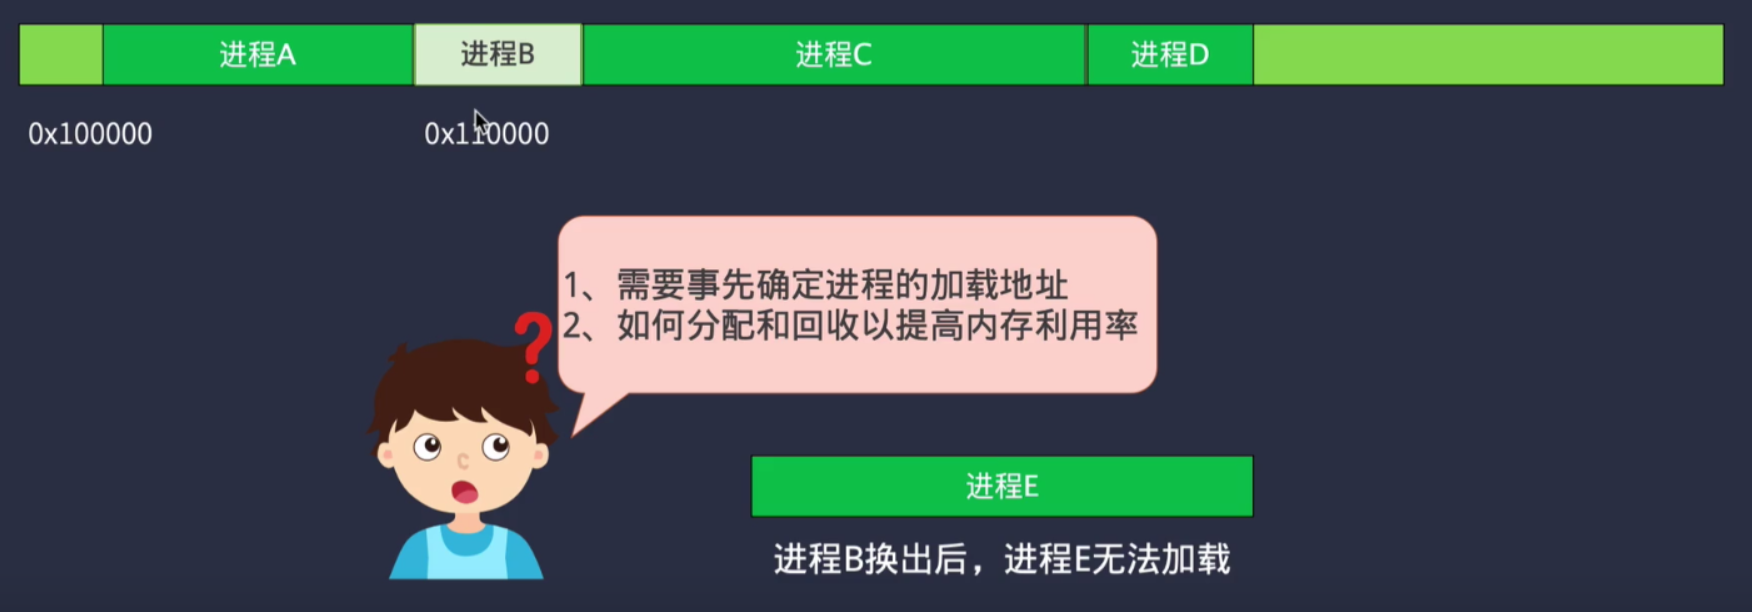 进程A
进程B
进程C
进程D
0x100000
0x110000
1、需要事先确定进程的加载地址
2、如何分配和回收以提高内存利用率
进程E
进程B换出后，进程E无法加载